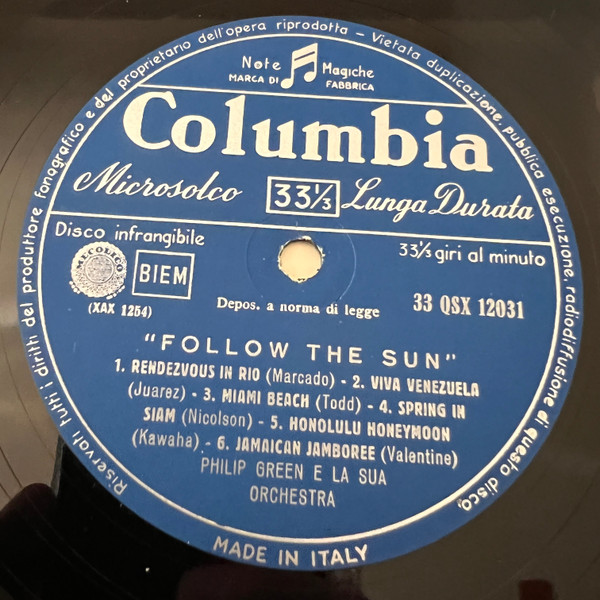 Riservati tutti i diritti del produttore fonografico e del proprietario dell'opera riprodotta - Vietata duplicazione, pubblica esecuzione, radiodiffusione di questo disco,
Note Magiche
MARCA DI FABBRICA
Columbia
Microsolco 33⅓ Lunga Durata
Disco infrangibile
33⅓ giri al minuto
MECOLICO
BIEM
(XAX 1254)
Depos. a norma di legge
33 QSX 12031
"FOLLOW THE SUN"
1. RENDEZVOUS IN RIO (Marcado) - 2. VIVA VENEZUELA
(Juarez) - 3. MIAMI BEACH (Todd) - 4. SPRING IN
SIAM (Nicolson) - 5. HONOLULU HONEYMOON
(Kawaha) - 6. JAMAICAN JAMBOREE (Valentine)
PHILIP GREEN E LA SUA
ORCHESTRA
MADE IN ITALY